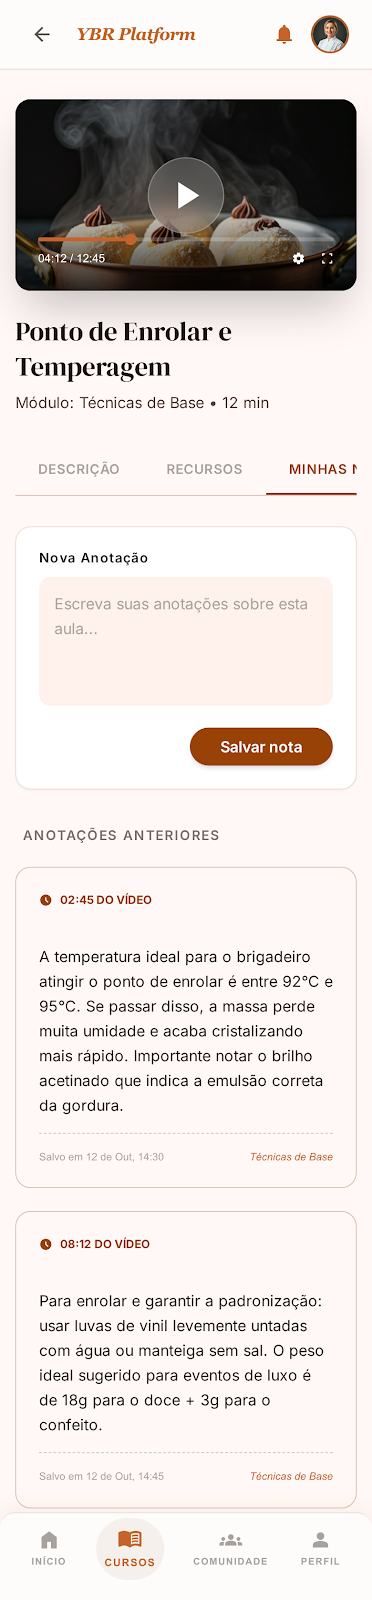 YBR Platform
04:12 / 12:45
Ponto de Enrolar e
Temperagem
Módulo: Técnicas de Base • 12 min
DESCRIÇÃO RECURSOS MINHAS
Nova Anotação
Escreva suas anotações sobre esta
aula...
Salvar nota
ANOTAÇÕES ANTERIORES
02:45 DO VÍDEO
A temperatura ideal para o brigadeiro
atingir o ponto de enrolar é entre 92°C e
95°C. Se passar disso, a massa perde
muita umidade e acaba cristalizando
mais rápido. Importante notar o brilho
acetinado que indica a emulsão correta
da gordura.
Salvo em 12 de Out, 14:30 Técnicas de Base
08:12 DO VÍDEO
Para enrolar e garantir a padronização:
usar luvas de vinil levemente untadas
com água ou manteiga sem sal. O peso
ideal sugerido para eventos de luxo é
de 18g para o doce + 3g para o
confeito.
Salvo em 12 de Out, 14:45 Técnicas de Base
INÍCIO CURSOS COMUNIDADE PERFIL